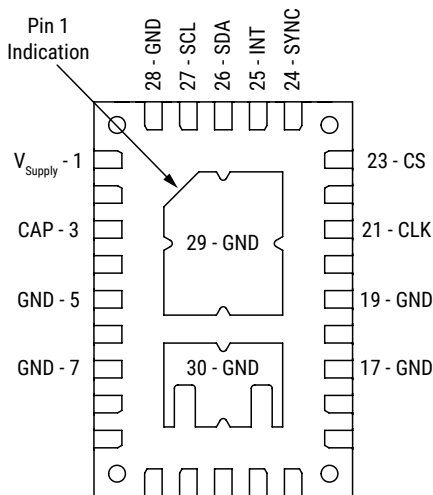 Pin 1
Indication
28 - GND
27 - SCL
26 - SDA
25 - INT
24 - SYNC
VSupply - 1
23 - CS
CAP - 3
29 - GND
21 - CLK
GND - 5
19 - GND
GND - 7
30 - GND
17 - GND